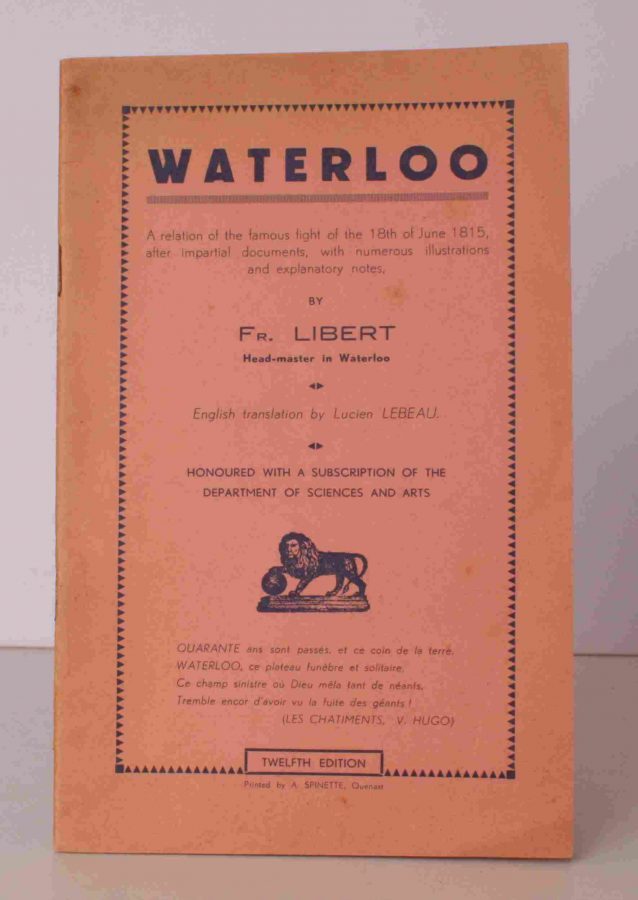 WATERLOO
A relation of the famous fight of the 18th of June 1815,
after impartial documents, with numerous illustrations
and explanatory notes,
BY
FR. LIBERT
Head-master in Waterloo
English translation by Lucien LEBEAU.
HONOURED WITH A SUBSCRIPTION OF THE
DEPARTMENT OF SCIENCES AND ARTS
QUARANTE ans sont passés, et ce coin de la terre,
WATERLOO, ce plateau funèbre et solitaire,
Ce champ sinistre où Dieu mêla tant de néants,
Tremble encor d'avoir vu la fuite des géants !
(LES CHATIMENTS, V. HUGO)
TWELFTH EDITION
Printed by A. SPINETTE, Quenast